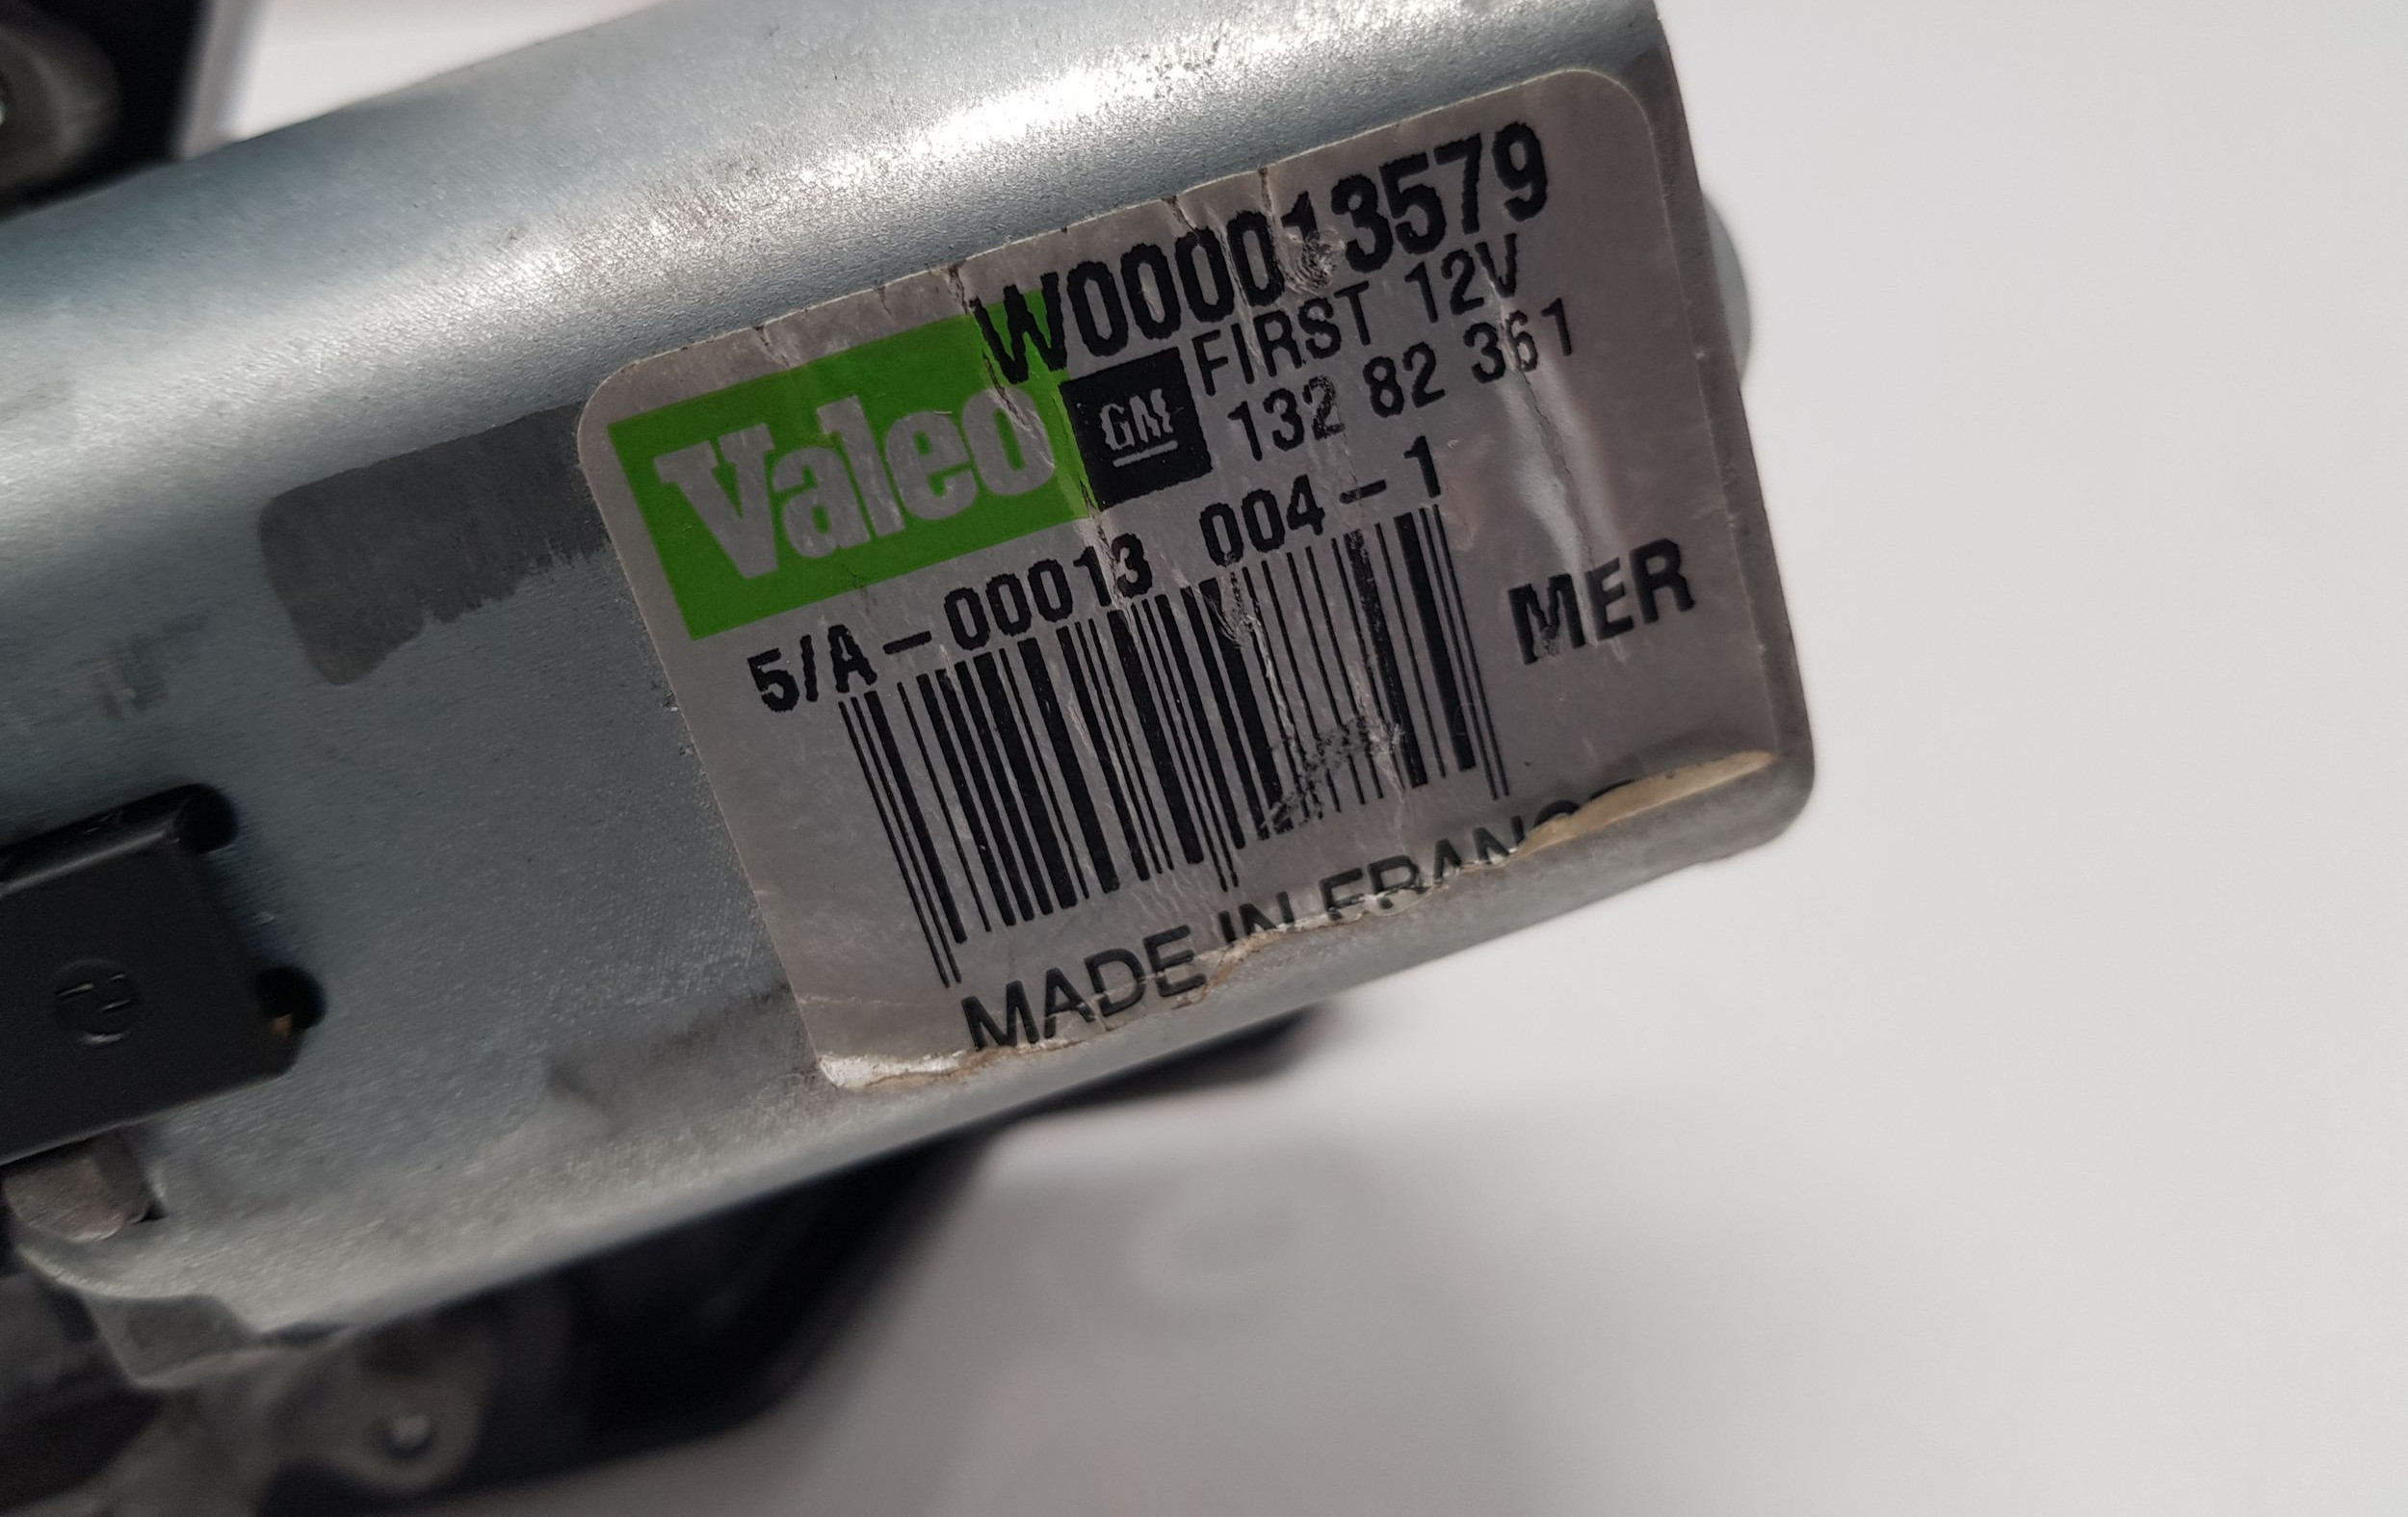 W000013579
Valeo
GM
FIRST 12V
132 82 361
5/A-00013 004-1
MER
MADE IN FRANCE